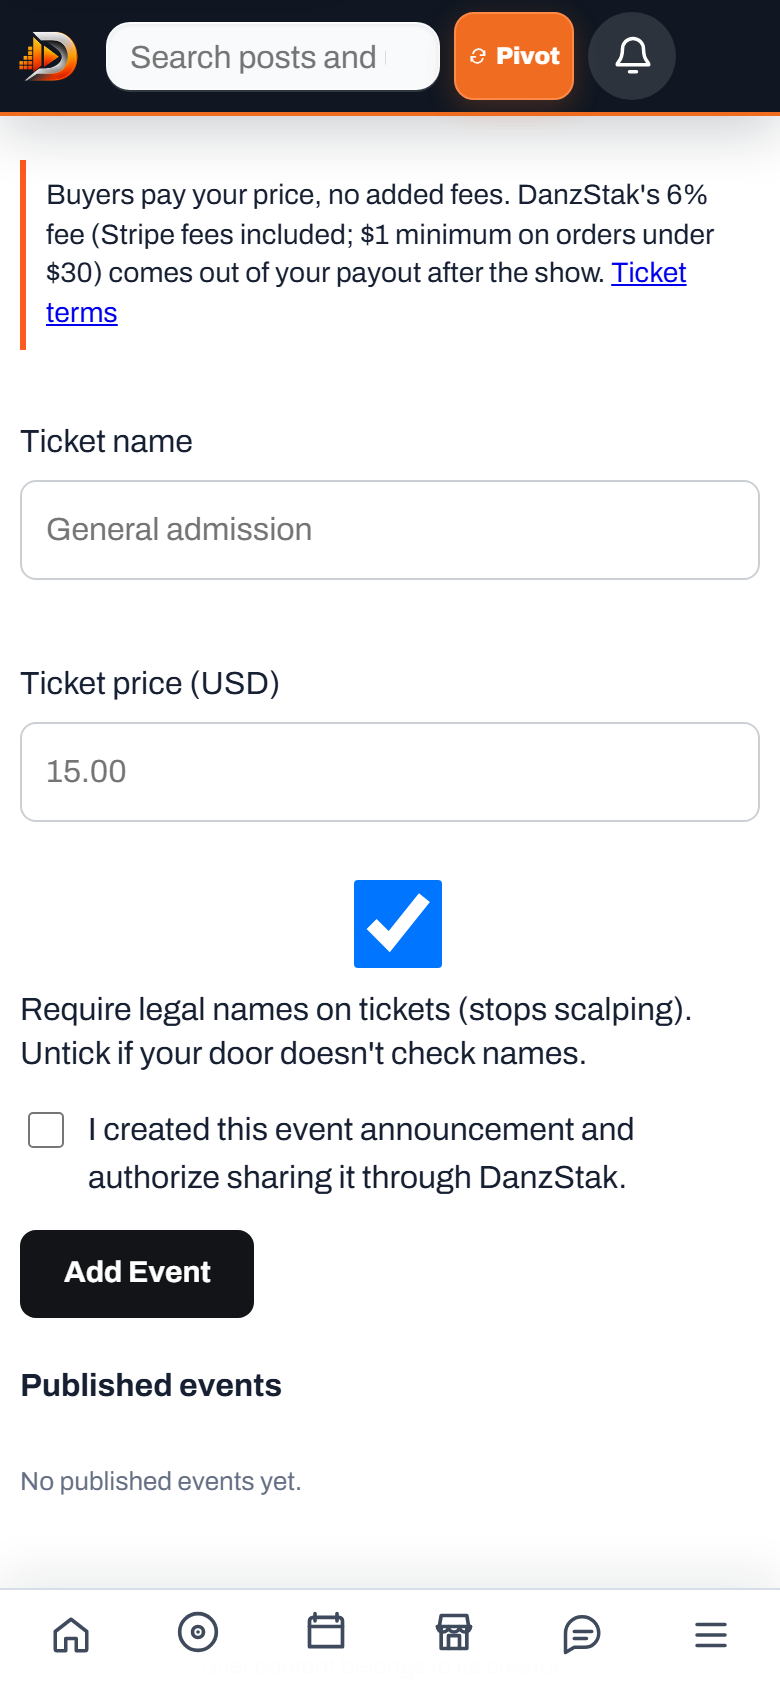 Search posts and
Pivot
Buyers pay your price, no added fees. DanzStak's 6%
fee (Stripe fees included; $1 minimum on orders under
$30) comes out of your payout after the show. Ticket
terms
Ticket name
General admission
Ticket price (USD)
15.00
Require legal names on tickets (stops scalping).
Untick if your door doesn't check names.
I created this event announcement and
authorize sharing it through DanzStak.
Add Event
Published events
No published events yet.